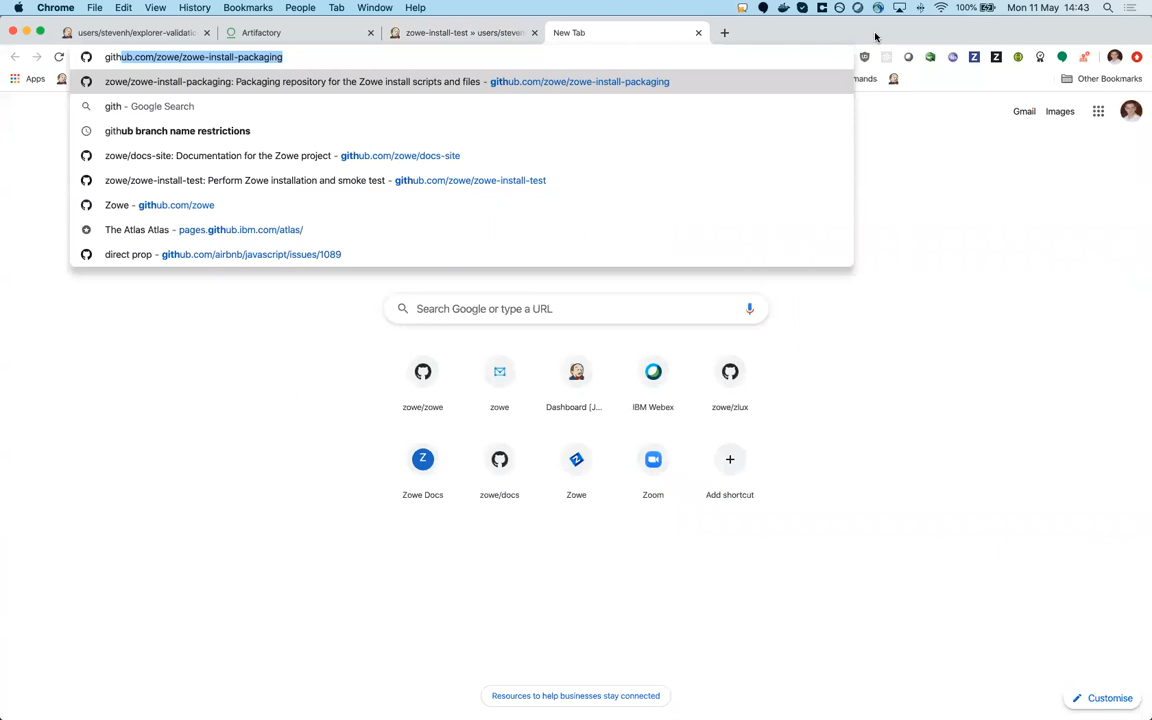 Chrome File Edit View History Bookmarks People Tab Window Help 100% Mon 11 May 14:43
users/stevenh/explorer-validatio Artifactory zowe-install-test » users/steven New Tab
github.com/zowe/zowe-install-packaging
Apps mands Other Bookmarks
zowe/zowe-install-packaging: Packaging repository for the Zowe install scripts and files - github.com/zowe/zowe-install-packaging
gith - Google Search
github branch name restrictions
zowe/docs-site: Documentation for the Zowe project - github.com/zowe/docs-site
zowe/zowe-install-test: Perform Zowe installation and smoke test - github.com/zowe/zowe-install-test
Zowe - github.com/zowe
The Atlas Atlas - pages.github.ibm.com/atlas/
direct prop - github.com/airbnb/javascript/issues/1089
Gmail Images
Search Google or type a URL
zowe/zowe zowe Dashboard [J... IBM Webex zowe/zlux
Z
Zowe Docs zowe/docs Zowe Zoom Add shortcut
Resources to help businesses stay connected
Customise